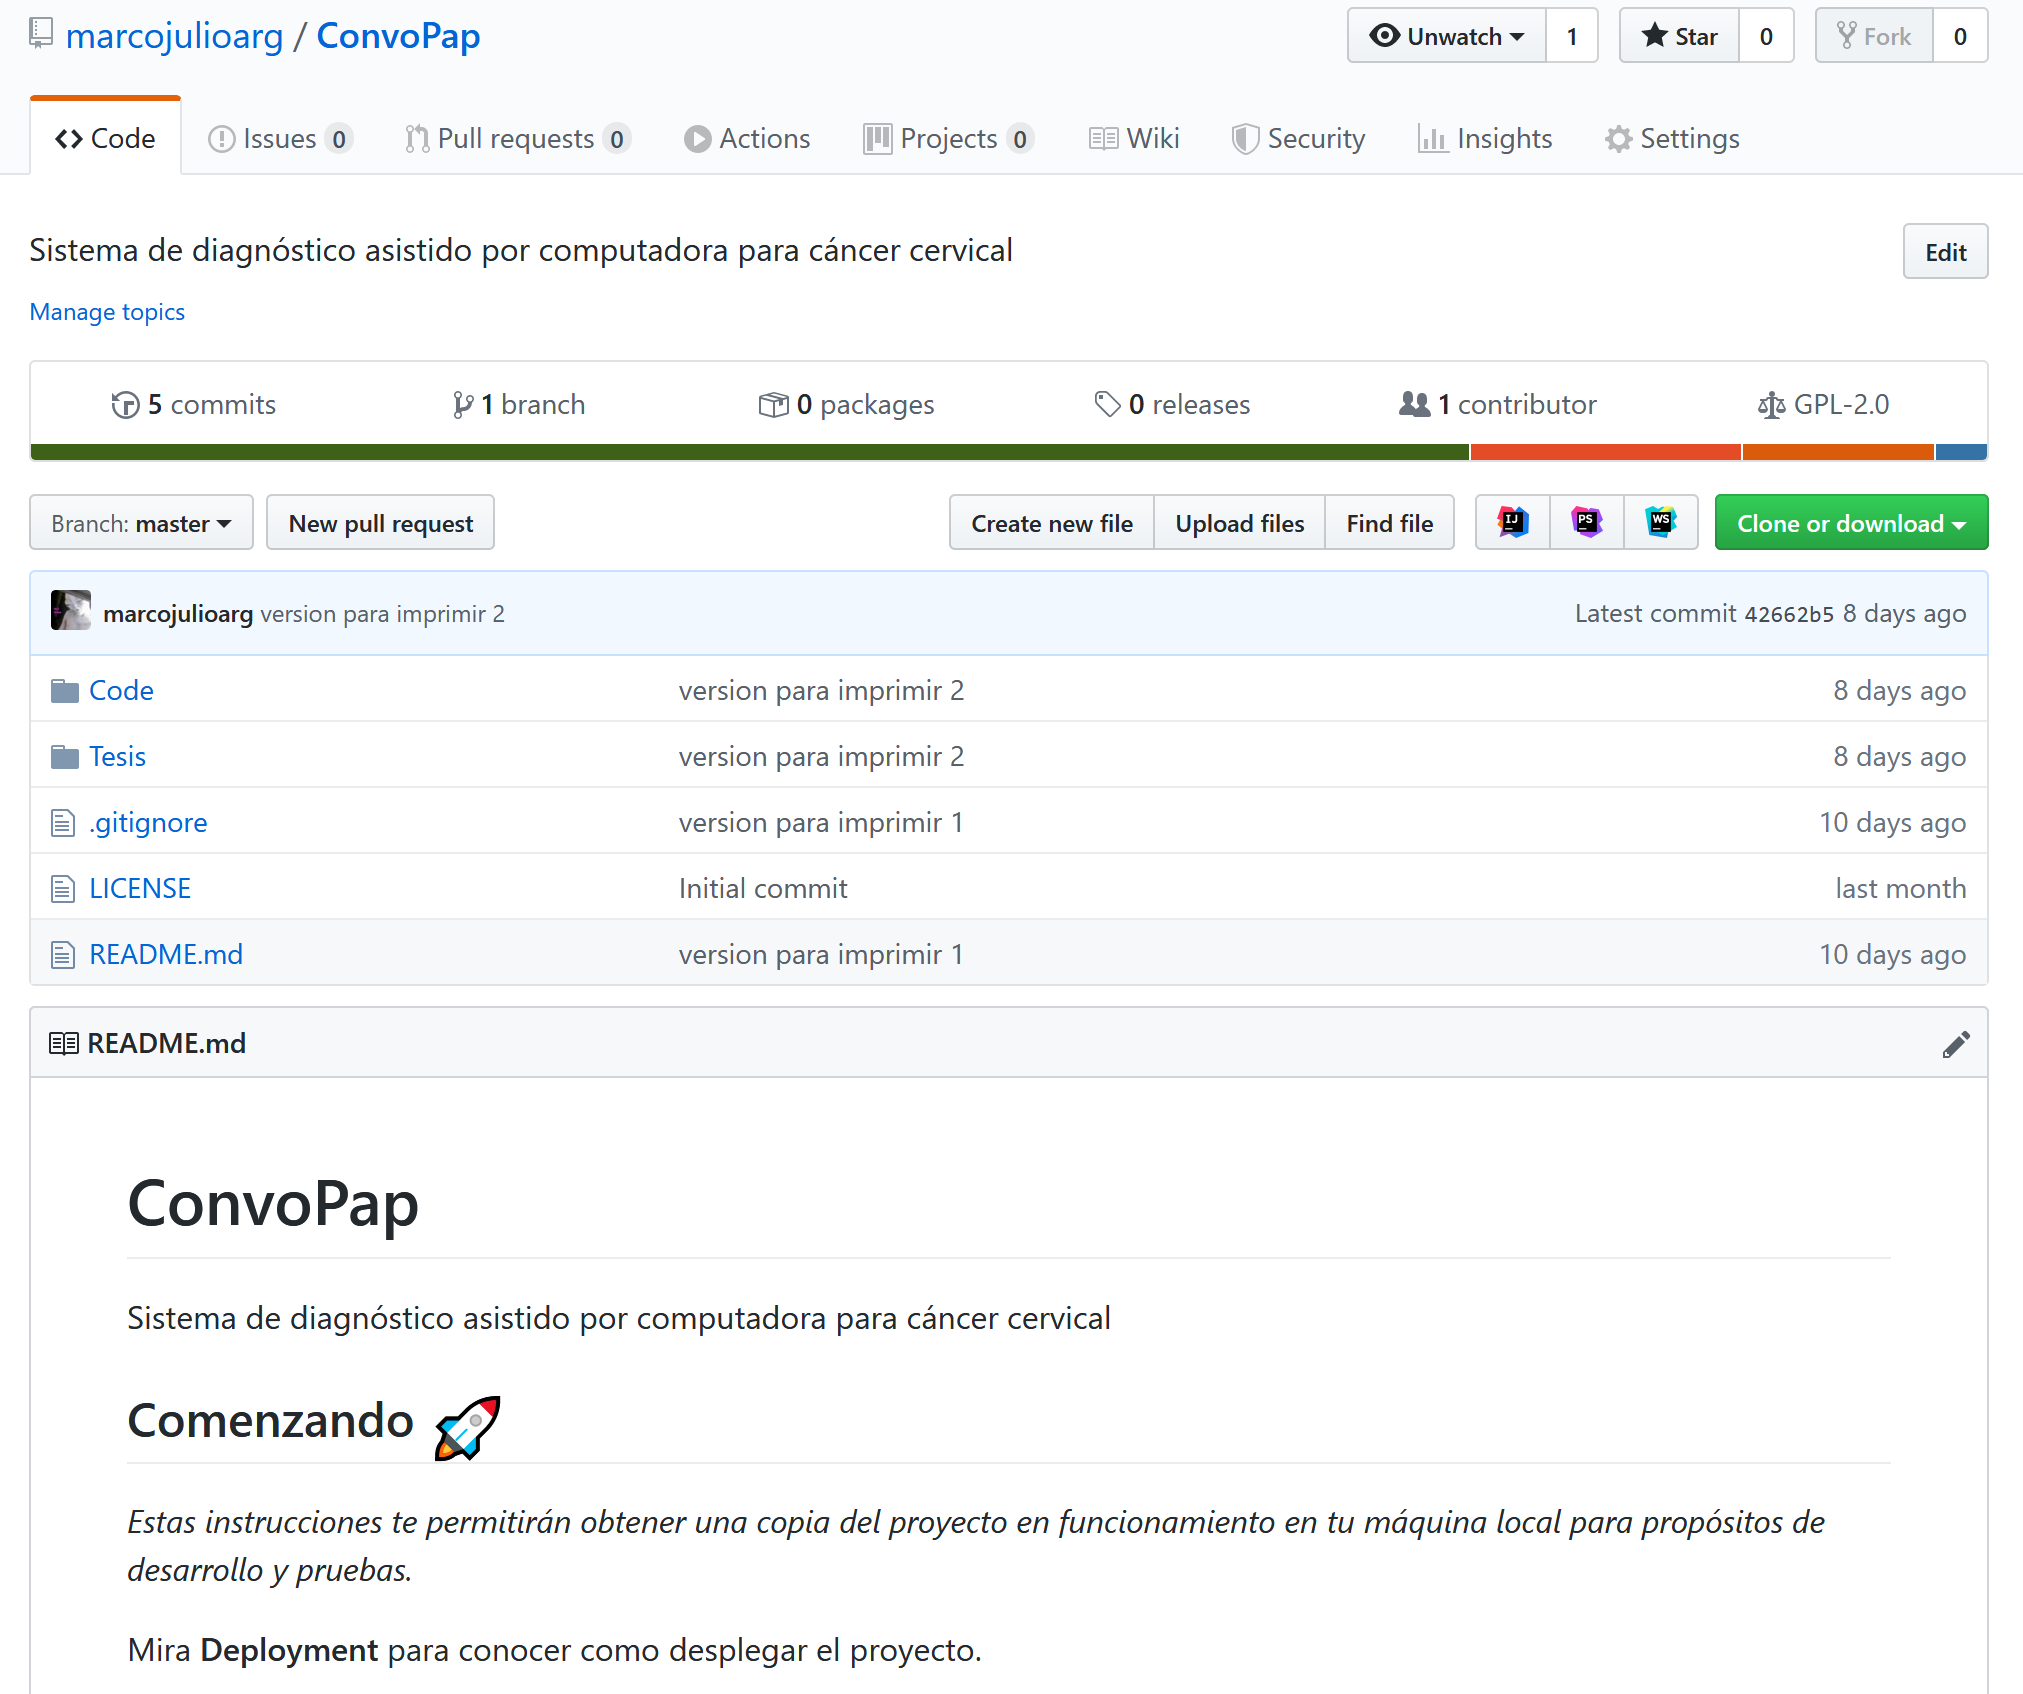 marcojulioarg / ConvoPap
Unwatch 1 Star 0 Fork 0
Code Issues 0 Pull requests 0 Actions Projects 0 Wiki Security Insights Settings
Sistema de diagnóstico asistido por computadora para cáncer cervical Edit
Manage topics
5 commits 1 branch 0 packages 0 releases 1 contributor GPL-2.0
Branch: master New pull request Create new file Upload files Find file IJ PS WS Clone or download
marcojulioarg version para imprimir 2 Latest commit 42662b5 8 days ago
Code version para imprimir 2 8 days ago
Tesis version para imprimir 2 8 days ago
.gitignore version para imprimir 1 10 days ago
LICENSE Initial commit last month
README.md version para imprimir 1 10 days ago
README.md
ConvoPap
Sistema de diagnóstico asistido por computadora para cáncer cervical
Comenzando
Estas instrucciones te permitirán obtener una copia del proyecto en funcionamiento en tu máquina local para propósitos de
desarrollo y pruebas.
Mira Deployment para conocer como desplegar el proyecto.